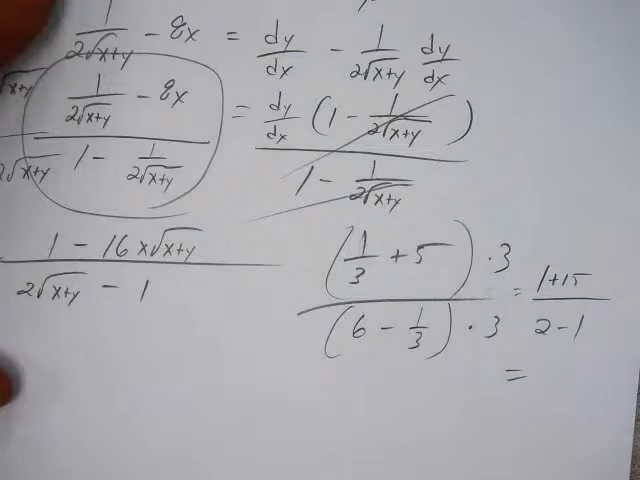 1/(2√x+y) - 8x = dy/dx - 1/(2√x+y) dy/dx
(1/(2√x+y) - 8x)/(1 - 1/(2√x+y)) = (dy/dx (1 - 1/(2√x+y)))/(1 - 1/(2√x+y))
√x+y
2√x+y
(1 - 16x√x+y)/(2√x+y - 1)
((1/3 + 5) · 3)/((6 - 1/3) · 3) = (1+15)/(2-1)
=